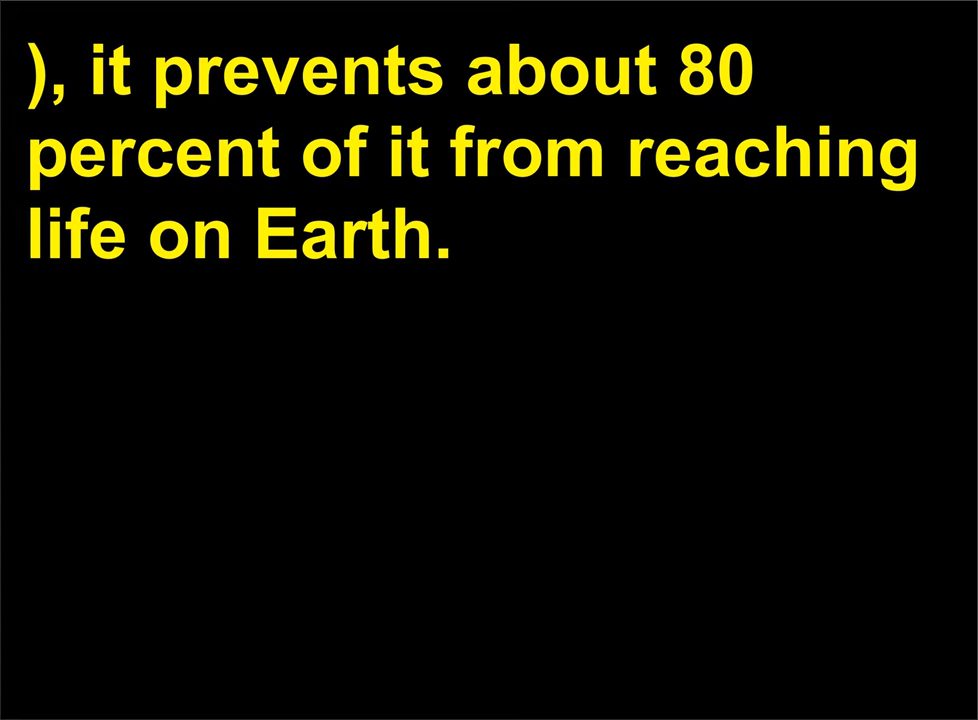 ), it prevents about 80
percent of it from reaching
life on Earth.